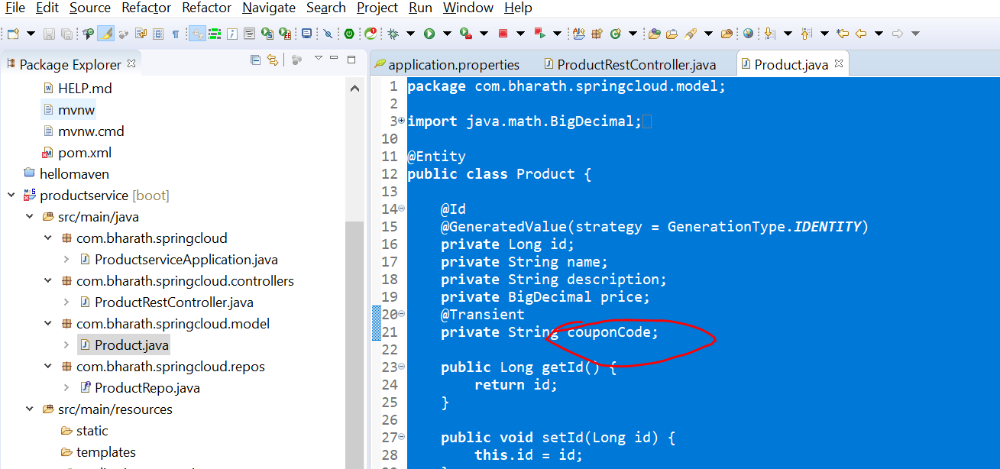 File Edit Source Refactor Refactor Navigate Search Project Run Window Help
Package Explorer
HELP.md
mvnw
mvnw.cmd
pom.xml
hellomaven
productservice [boot]
src/main/java
com.bharath.springcloud
ProductserviceApplication.java
com.bharath.springcloud.controllers
ProductRestController.java
com.bharath.springcloud.model
Product.java
com.bharath.springcloud.repos
ProductRepo.java
src/main/resources
static
templates
application.properties ProductRestController.java Product.java
1 package com.bharath.springcloud.model;
2
3 import java.math.BigDecimal;
10
11 @Entity
12 public class Product {
13
14 @Id
15 @GeneratedValue(strategy = GenerationType.IDENTITY)
16 private Long id;
17 private String name;
18 private String description;
19 private BigDecimal price;
20 @Transient
21 private String couponCode;
22
23 public Long getId() {
24 return id;
25 }
26
27 public void setId(Long id) {
28 this.id = id;